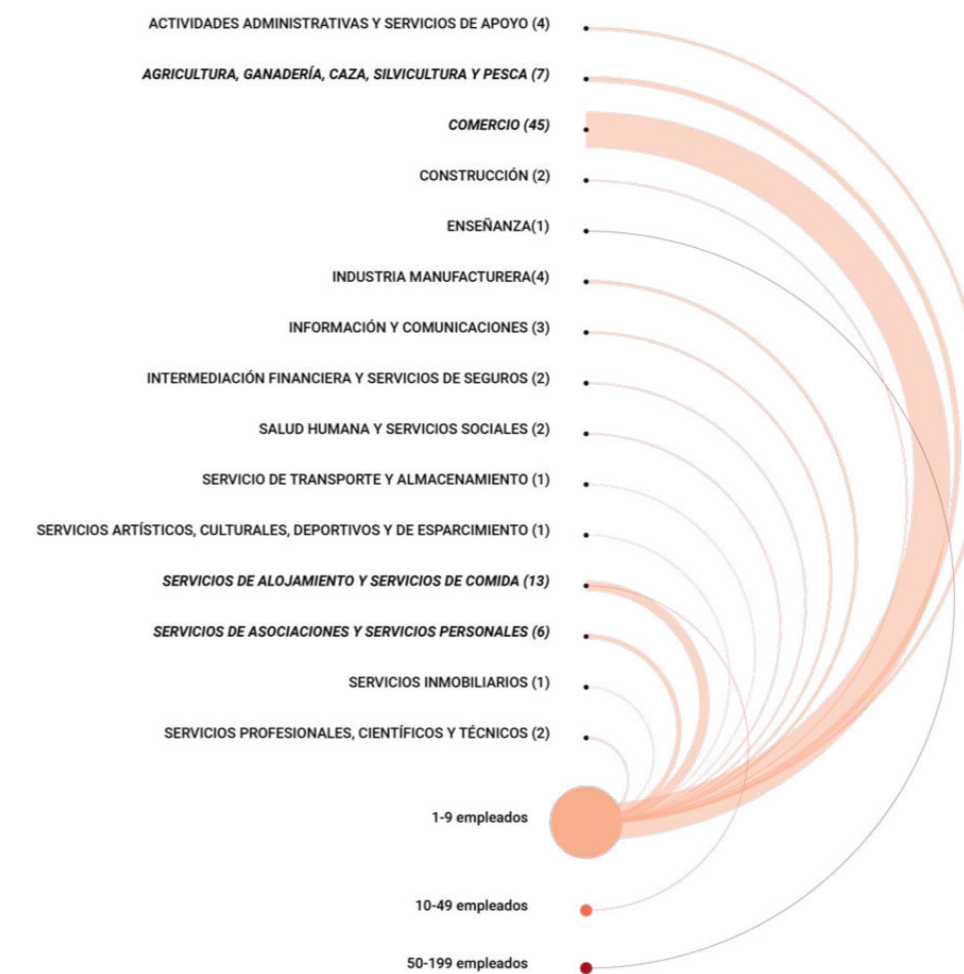 ACTIVIDADES ADMINISTRATIVAS Y SERVICIOS DE APOYO (4)
AGRICULTURA, GANADERÍA, CAZA, SILVICULTURA Y PESCA (7)
COMERCIO (45)
CONSTRUCCIÓN (2)
ENSEÑANZA(1)
INDUSTRIA MANUFACTURERA(4)
INFORMACIÓN Y COMUNICACIONES (3)
INTERMEDIACIÓN FINANCIERA Y SERVICIOS DE SEGUROS (2)
SALUD HUMANA Y SERVICIOS SOCIALES (2)
SERVICIO DE TRANSPORTE Y ALMACENAMIENTO (1)
SERVICIOS ARTÍSTICOS, CULTURALES, DEPORTIVOS Y DE ESPARCIMIENTO (1)
SERVICIOS DE ALOJAMIENTO Y SERVICIOS DE COMIDA (13)
SERVICIOS DE ASOCIACIONES Y SERVICIOS PERSONALES (6)
SERVICIOS INMOBILIARIOS (1)
SERVICIOS PROFESIONALES, CIENTÍFICOS Y TÉCNICOS (2)
1-9 empleados
10-49 empleados
50-199 empleados